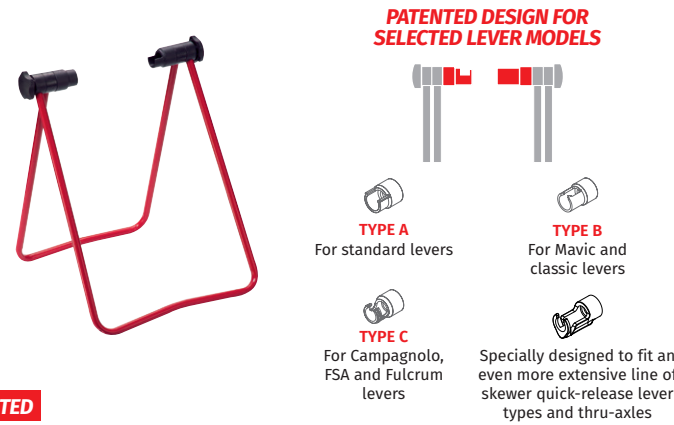 PATENTED DESIGN FOR
SELECTED LEVER MODELS
TYPE A
For standard levers
TYPE B
For Mavic and
classic levers
TYPE C
For Campagnolo,
FSA and Fulcrum
levers
Specially designed to fit an
even more extensive line of
skewer quick-release lever
types and thru-axles
TED